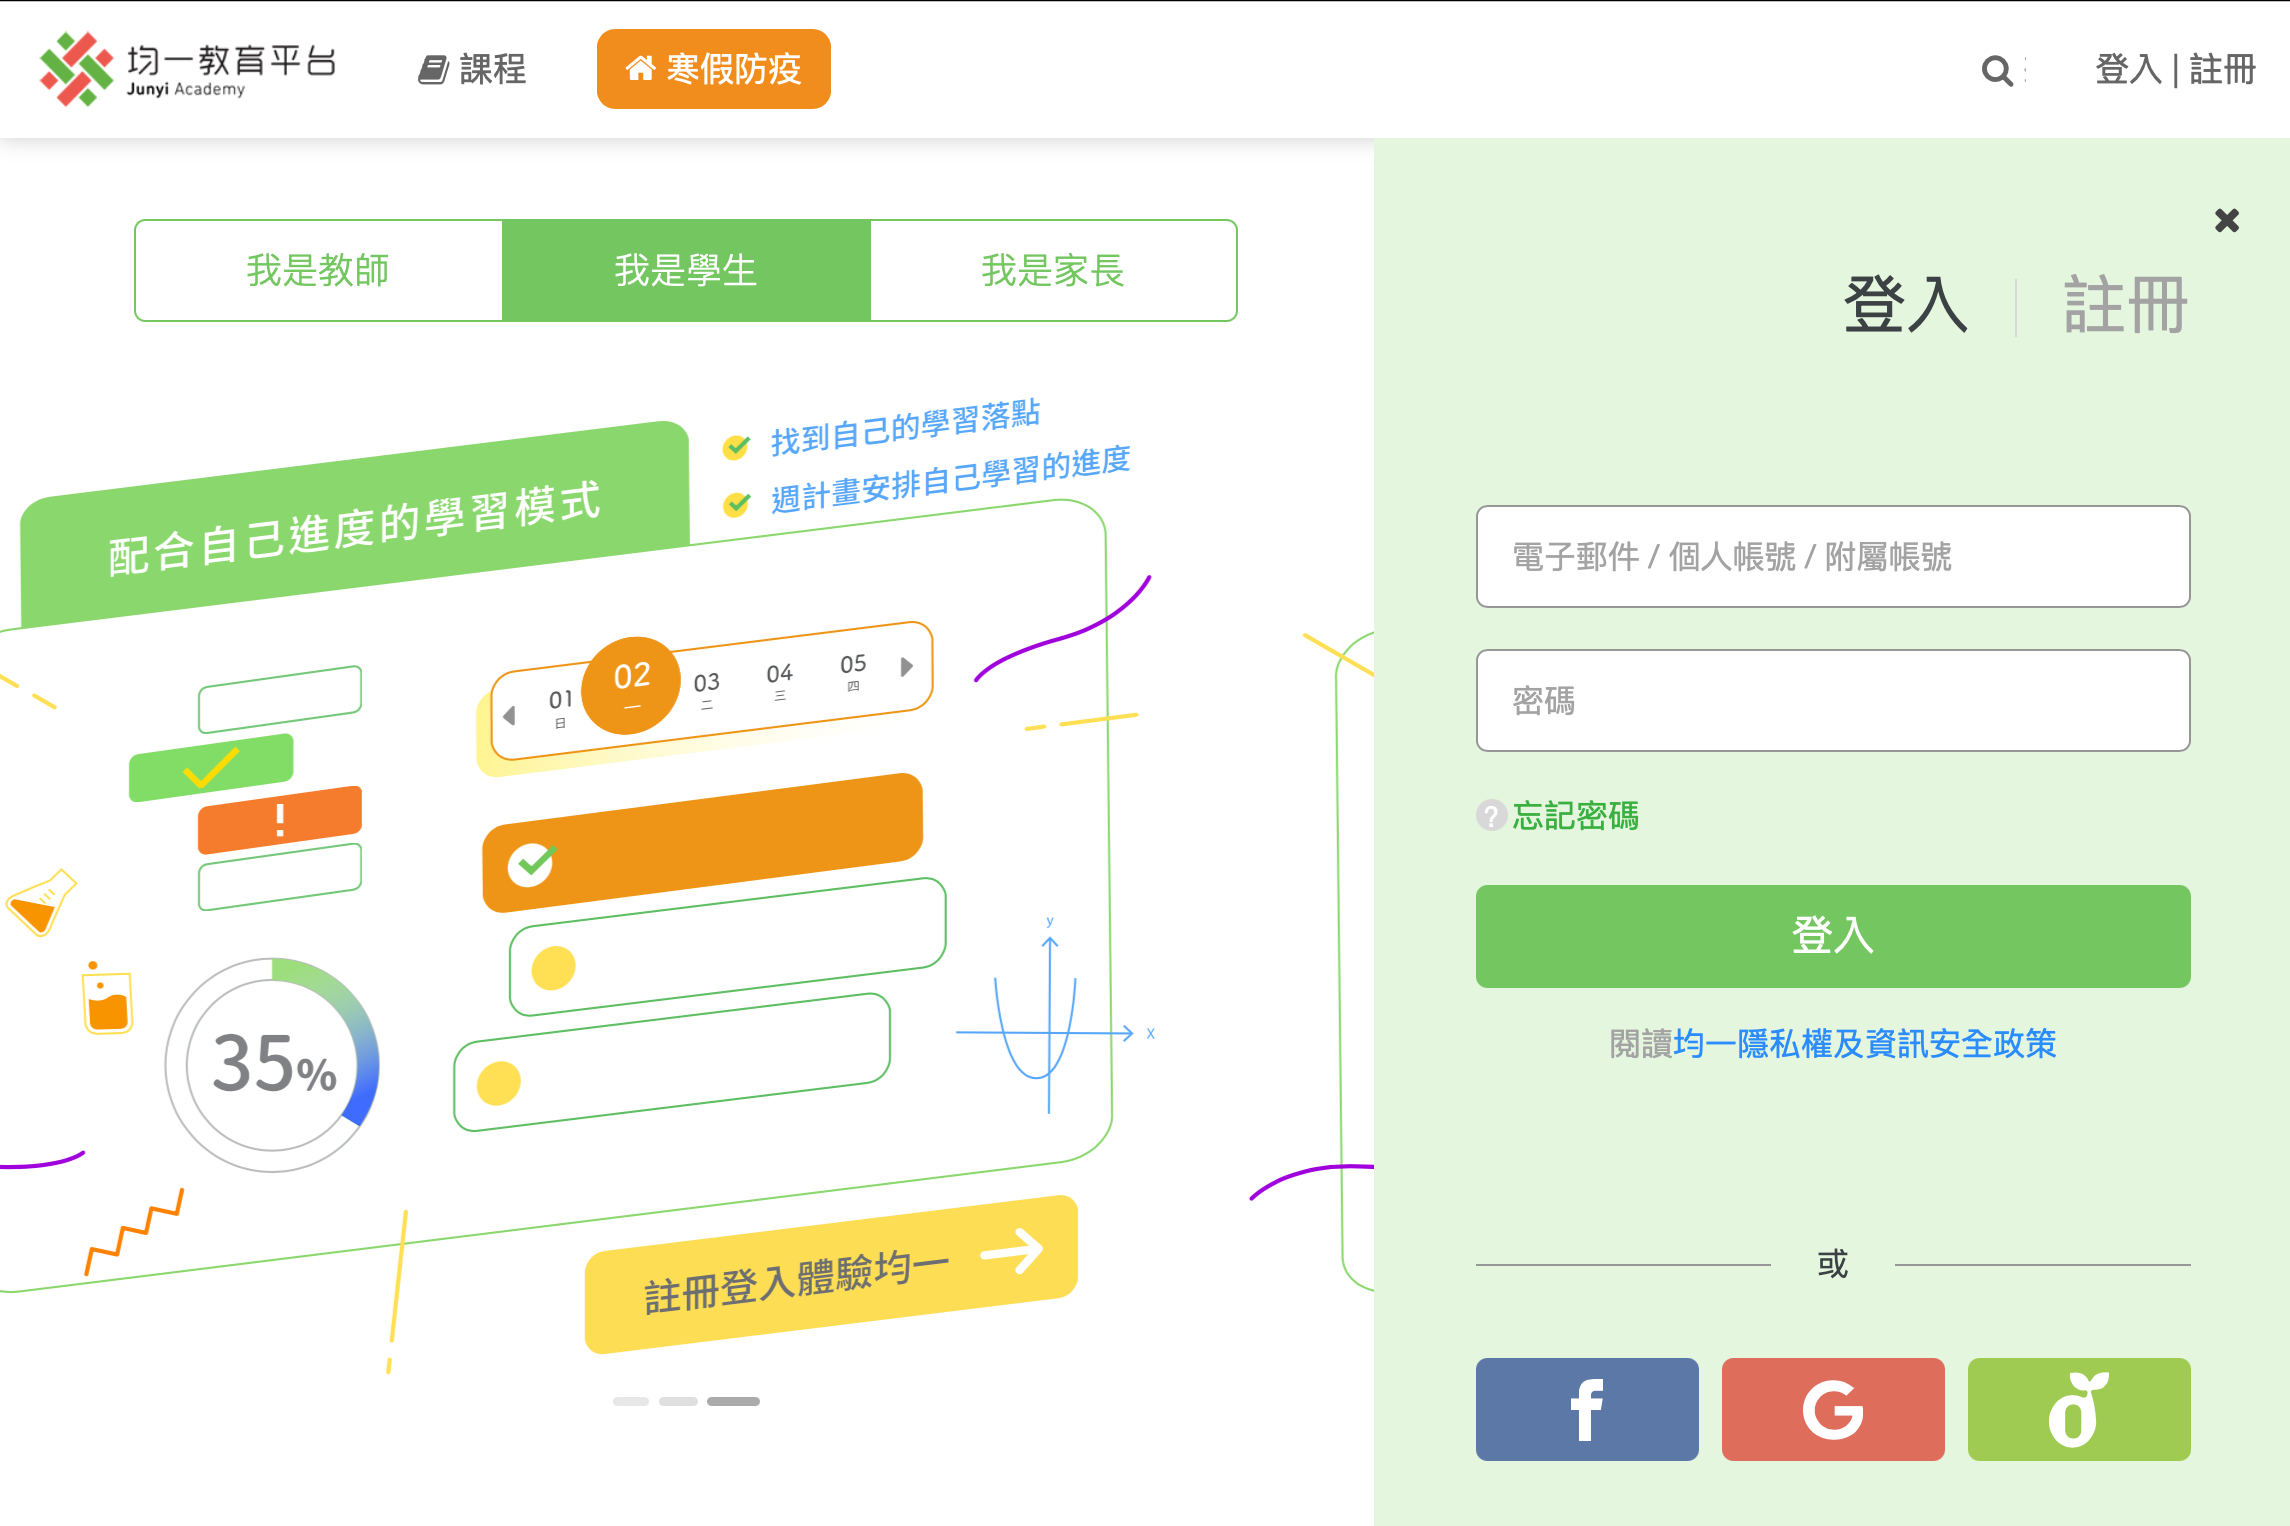 均一教育平台
Junyi Academy
課程
寒假防疫
登入 | 註冊
我是教師
我是學生
我是家長
配合自己進度的學習模式
找到自己的學習落點
週計畫安排自己學習的進度
01
日
02
一
03
二
04
三
05
四
35%
y
x
註冊登入體驗均一
登入
註冊
電子郵件 / 個人帳號 / 附屬帳號
密碼
?忘記密碼
登入
閱讀均一隱私權及資訊安全政策
或